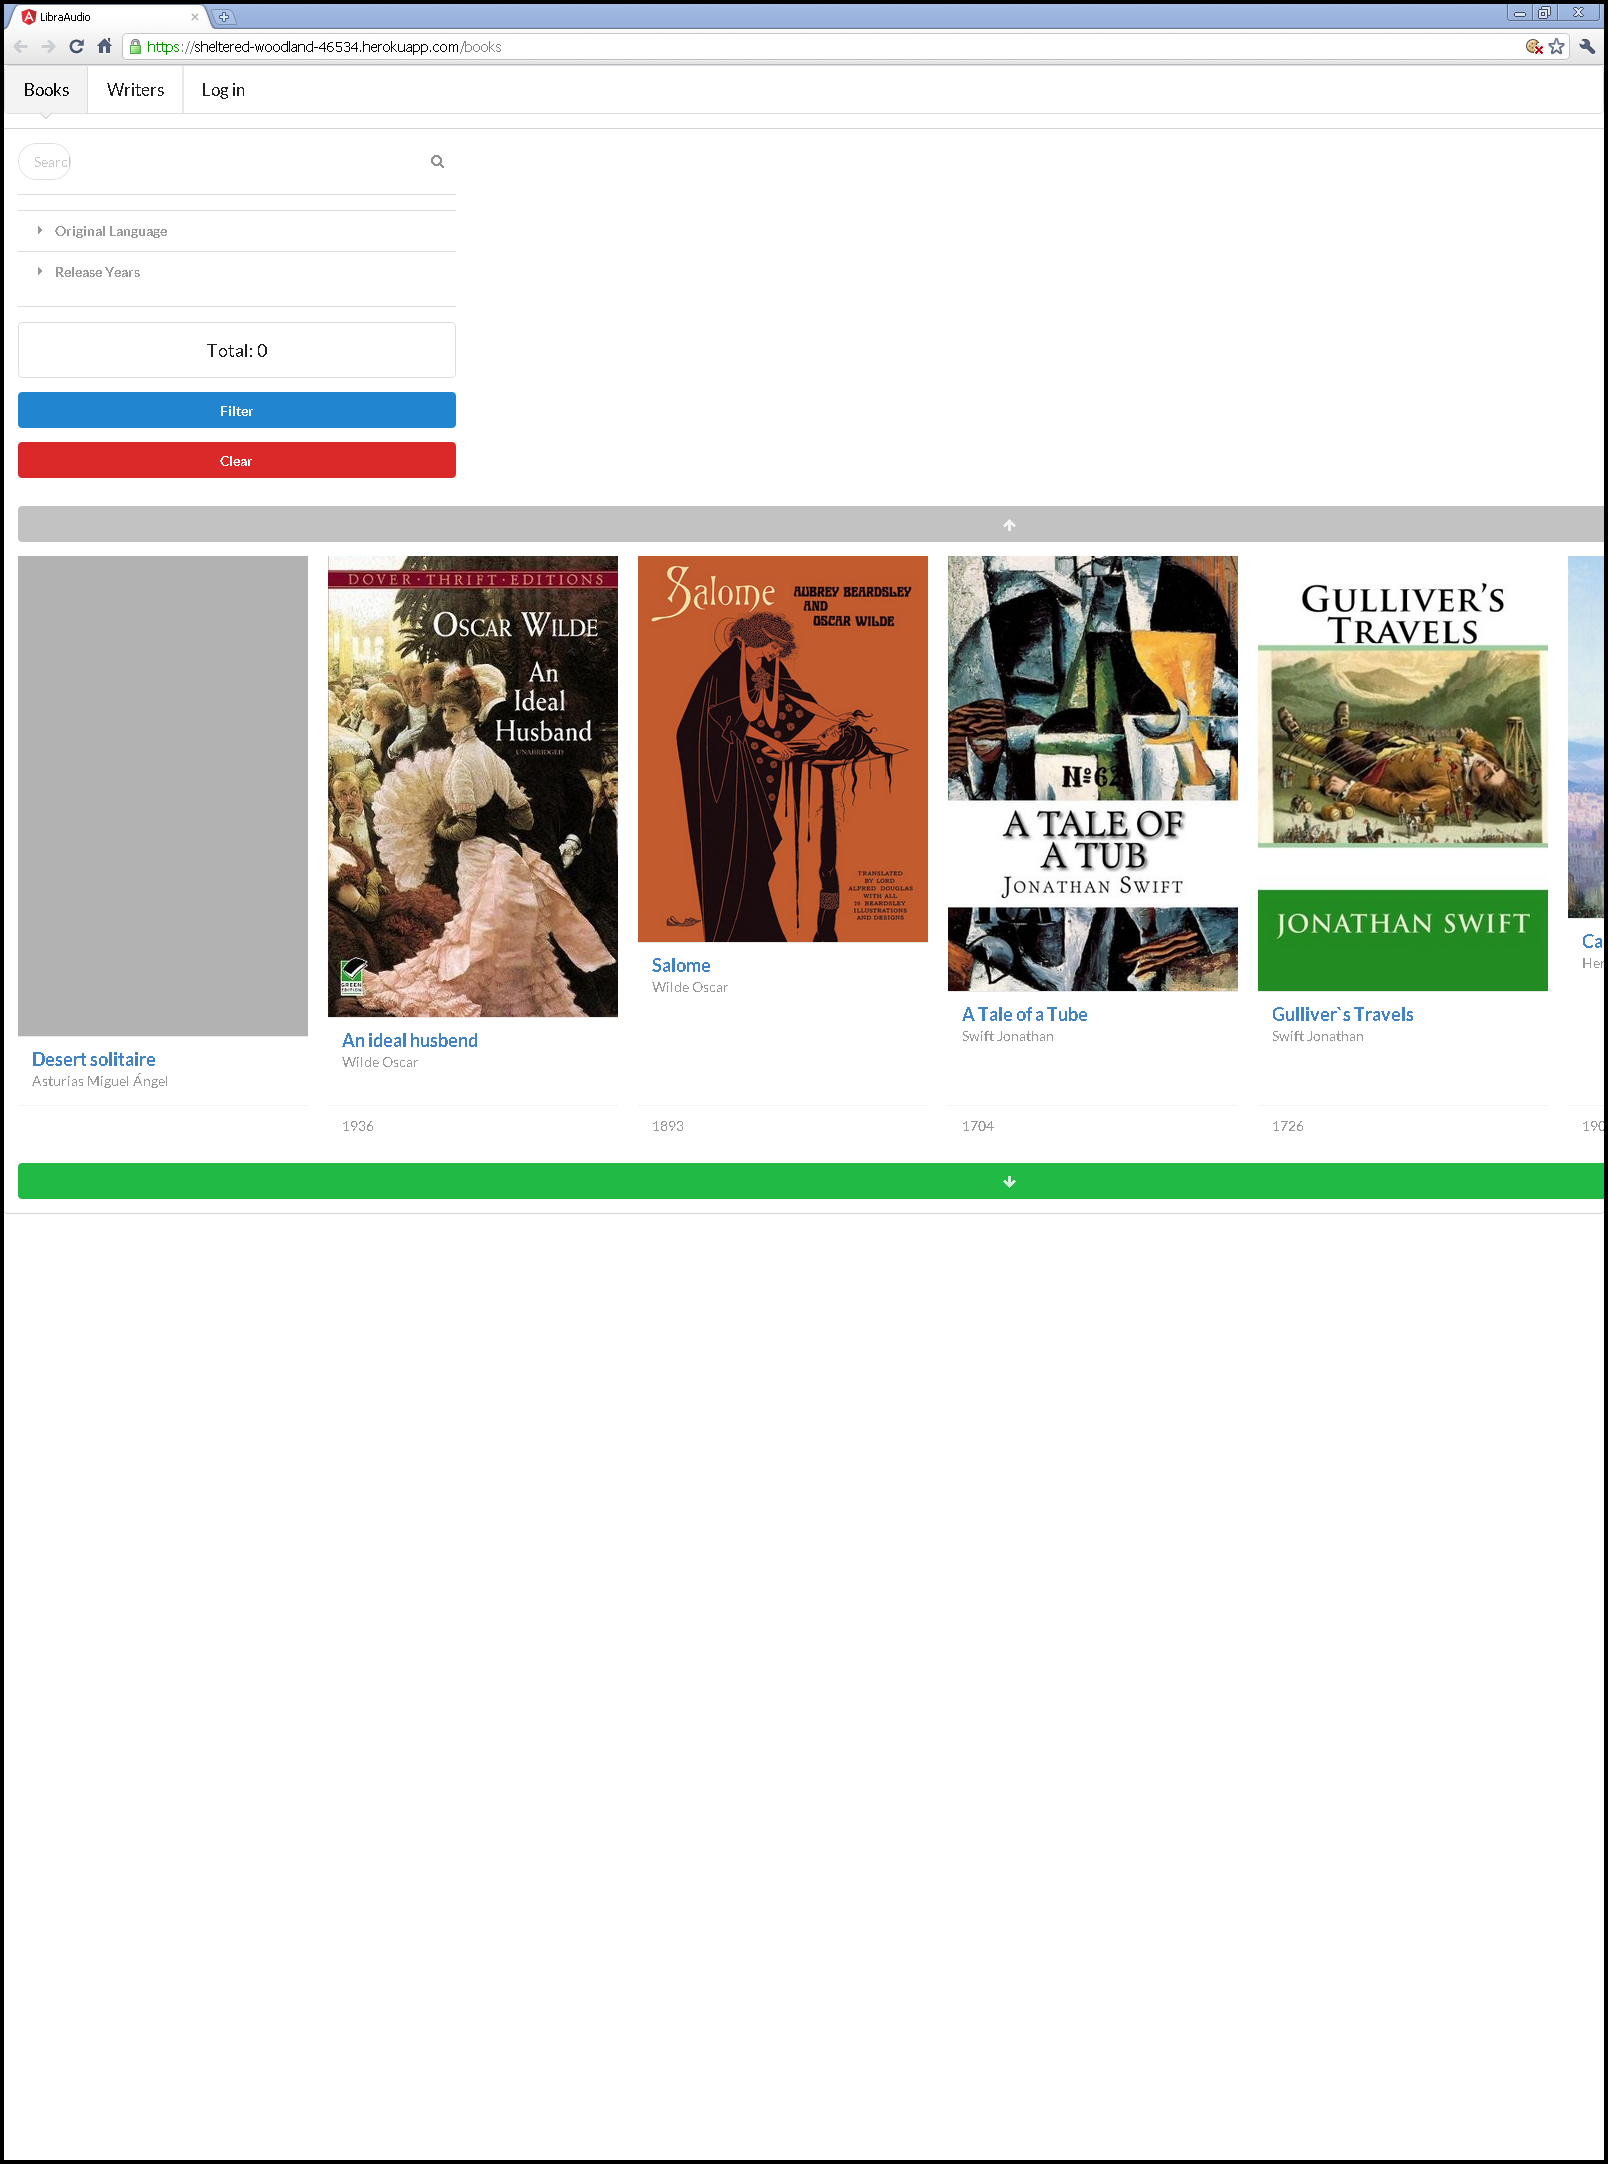 LibraAudio
https://sheltered-woodland-46534.herokuapp.com/books
Books
Writers
Log in
Searc
Original Language
Release Years
Total: 0
Filter
Clear
DOVER · THRIFT · EDITIONS
OSCAR WILDE
An
Ideal
Husband
UNABRIDGED
GREEN
EDITION
Salome
AUBREY BEARDSLEY
AND
OSCAR WILDE
TRANSLATED
BY LORD
ALFRED DOUGLAS
WITH ALL
20 BEARDSLEY
ILLUSTRATIONS
AND DESIGNS
Nº62
A TALE OF
A TUB
JONATHAN SWIFT
GULLIVER'S
TRAVELS
JONATHAN SWIFT
Desert solitaire
Asturias Miguel Ángel
An ideal husbend
Wilde Oscar
1936
Salome
Wilde Oscar
1893
A Tale of a Tube
Swift Jonathan
1704
Gulliver`s Travels
Swift Jonathan
1726
Ca
Her
190